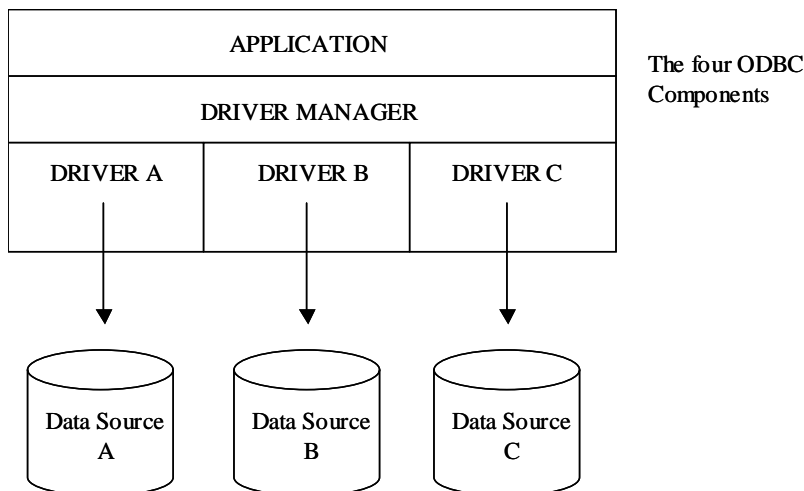 APPLICATION
The four ODBC
Components
DRIVER MANAGER
DRIVER A
DRIVER B
DRIVER C
Data Source
A
Data Source
B
Data Source
C